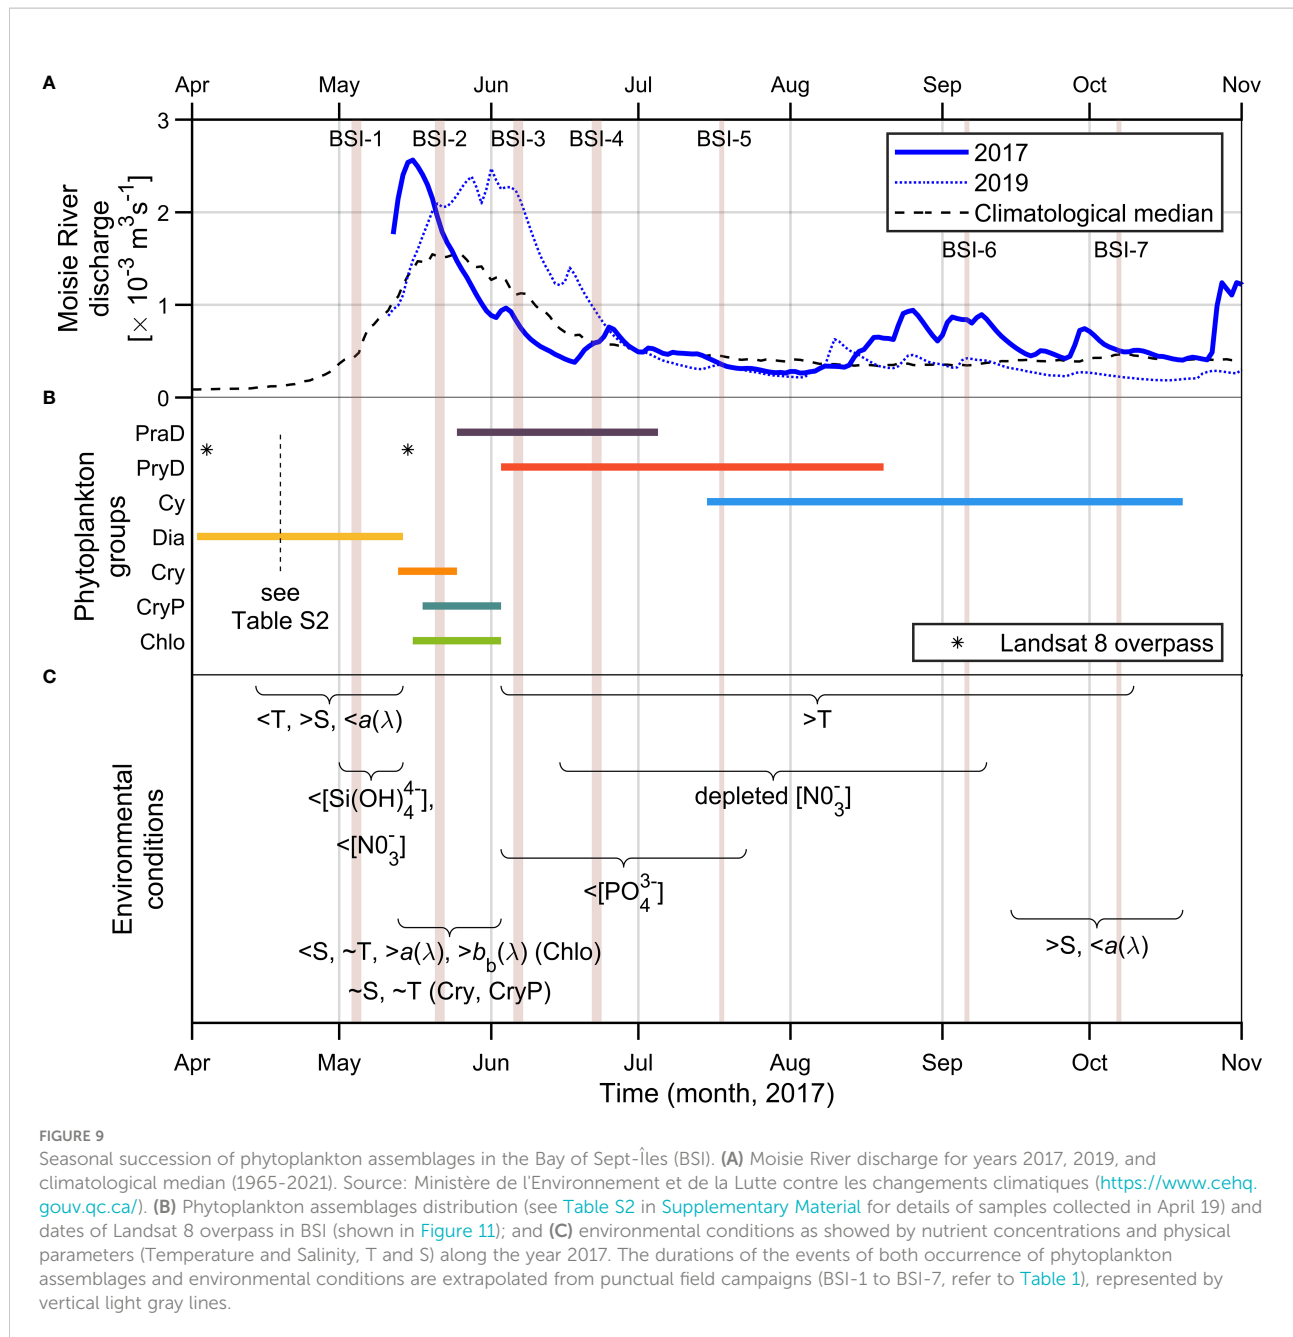 A
Apr May Jun Jul Aug Sep Oct Nov
3
2
1
0
Moisie River
discharge
[× 10⁻³ m³s⁻¹]
BSI-1 BSI-2 BSI-3 BSI-4 BSI-5
2017
2019
Climatological median
BSI-6 BSI-7
B
Phytoplankton
groups
PraD
PryD
Cy
Dia
Cry
CryP
Chlo
see
Table S2
* Landsat 8 overpass
C
Environmental
conditions
<T, >S, <a(λ)
>T
<[Si(OH)₄⁴⁻],
<[N0₃⁻]
depleted [N0₃⁻]
<[PO₄³⁻]
<S, ~T, >a(λ), >b_b(λ) (Chlo)
~S, ~T (Cry, CryP)
>S, <a(λ)
Apr May Jun Jul Aug Sep Oct Nov
Time (month, 2017)
FIGURE 9
Seasonal succession of phytoplankton assemblages in the Bay of Sept-Îles (BSI). (A) Moisie River discharge for years 2017, 2019, and
climatological median (1965-2021). Source: Ministère de l'Environnement et de la Lutte contre les changements climatiques (https://www.cehq.
gouv.qc.ca/). (B) Phytoplankton assemblages distribution (see Table S2 in Supplementary Material for details of samples collected in April 19) and
dates of Landsat 8 overpass in BSI (shown in Figure 11); and (C) environmental conditions as showed by nutrient concentrations and physical
parameters (Temperature and Salinity, T and S) along the year 2017. The durations of the events of both occurrence of phytoplankton
assemblages and environmental conditions are extrapolated from punctual field campaigns (BSI-1 to BSI-7, refer to Table 1), represented by
vertical light gray lines.